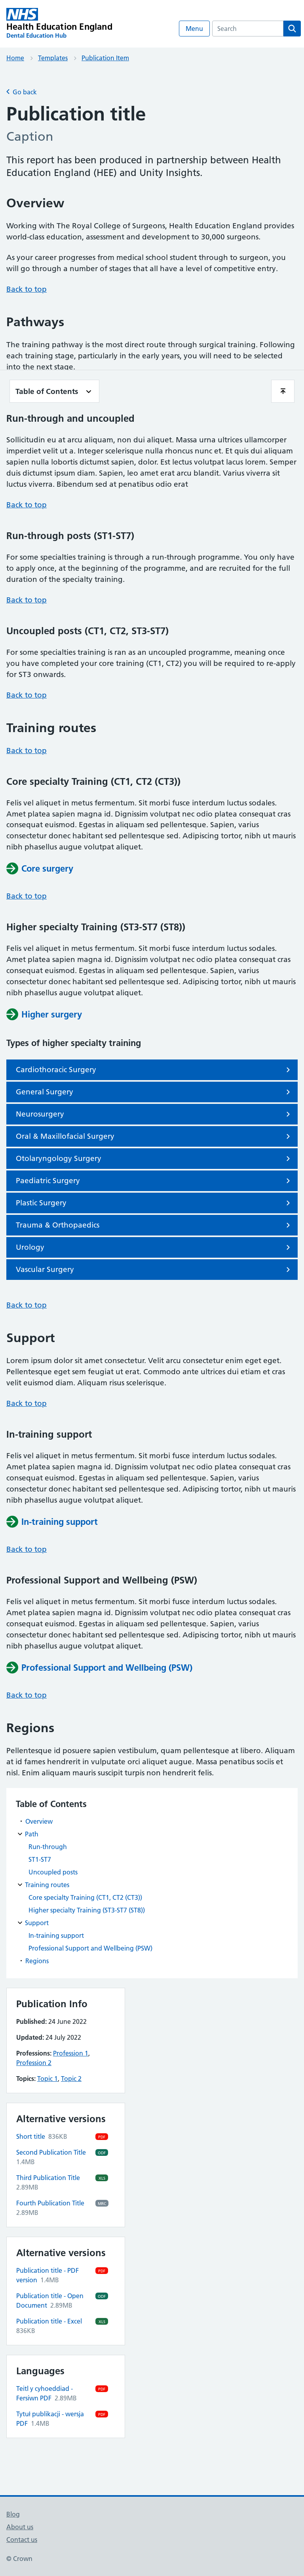 NHS
Health Education England
Dental Education Hub
Menu
Search
Home
Templates
Publication Item
Go back
Publication title
Caption
This report has been produced in partnership between Health
Education England (HEE) and Unity Insights.
Overview
Working with The Royal College of Surgeons, Health Education England provides
world-class education, assessment and development to 30,000 surgeons.
As your career progresses from medical school student through to surgeon, you
will go through a number of stages that all have a level of competitive entry.
Back to top
Pathways
The training pathway is the most direct route through surgical training. Following
each training stage, particularly in the early years, you will need to be selected
into the next stage.
Table of Contents
Run-through and uncoupled
Sollicitudin et at arcu aliquam, non dui aliquet. Massa urna ultrices ullamcorper
imperdiet velit ut a. Integer scelerisque nulla rhoncus nunc et. Et quis dui aliquam
sapien nulla lobortis dictumst sapien, dolor. Est lectus volutpat lacus lorem. Semper
duis dictumst ipsum diam. Sapien, leo amet erat arcu blandit. Varius viverra sit
luctus, viverra. Bibendum sed at penatibus odio erat
Back to top
Run-through posts (ST1-ST7)
For some specialties training is through a run-through programme. You only have
to apply once, at the beginning of the programme, and are recruited for the full
duration of the specialty training.
Back to top
Uncoupled posts (CT1, CT2, ST3-ST7)
For some specialties training is ran as an uncoupled programme, meaning once
you have completed your core training (CT1, CT2) you will be required to re-apply
for ST3 onwards.
Back to top
Training routes
Back to top
Core specialty Training (CT1, CT2 (CT3))
Felis vel aliquet in metus fermentum. Sit morbi fusce interdum luctus sodales.
Amet platea sapien magna id. Dignissim volutpat nec odio platea consequat cras
consequat euismod. Egestas in aliquam sed pellentesque. Sapien, varius
consectetur donec habitant sed pellentesque sed. Adipiscing tortor, nibh ut mauris
non, phasellus augue volutpat aliquet.
Core surgery
Back to top
Higher specialty Training (ST3-ST7 (ST8))
Felis vel aliquet in metus fermentum. Sit morbi fusce interdum luctus sodales.
Amet platea sapien magna id. Dignissim volutpat nec odio platea consequat cras
consequat euismod. Egestas in aliquam sed pellentesque. Sapien, varius
consectetur donec habitant sed pellentesque sed. Adipiscing tortor, nibh ut mauris
nibh mauris non, phasellus augue volutpat aliquet.
Higher surgery
Types of higher specialty training
Cardiothoracic Surgery
General Surgery
Neurosurgery
Oral & Maxillofacial Surgery
Otolaryngology Surgery
Paediatric Surgery
Plastic Surgery
Trauma & Orthopaedics
Urology
Vascular Surgery
Back to top
Support
Lorem ipsum dolor sit amet consectetur. Velit arcu consectetur enim semper eget.
Pellentesque eget sem feugiat ut erat. Commodo ante ultrices dui diam et cras
velit euismod diam. Aliquam risus scelerisque.
Back to top
In-training support
Felis vel aliquet in metus fermentum. Sit morbi fusce interdum luctus sodales.
Amet platea sapien magna id. Dignissim volutpat nec odio platea consequat cras
consequat euismod. Egestas in aliquam sed pellentesque. Sapien, varius
consectetur donec habitant sed pellentesque sed. Adipiscing tortor, nibh ut mauris
non, phasellus augue volutpat aliquet.
In-training support
Back to top
Professional Support and Wellbeing (PSW)
Felis vel aliquet in metus fermentum. Sit morbi fusce interdum luctus sodales.
Amet platea sapien magna id. Dignissim volutpat nec odio platea consequat cras
consequat euismod. Egestas in aliquam sed pellentesque. Sapien, varius
consectetur donec habitant sed pellentesque sed. Adipiscing tortor, nibh ut mauris
non, phasellus augue volutpat aliquet.
Professional Support and Wellbeing (PSW)
Back to top
Regions
Pellentesque id posuere sapien vestibulum, quam pellentesque at libero. Aliquam
at id fames hendrerit in vulputate orci aliquet augue. Massa penatibus sociis et
nisl. Enim aliquam mauris suscipit turpis non hendrerit felis.
Table of Contents
Overview
Path
Run-through
ST1-ST7
Uncoupled posts
Training routes
Core specialty Training (CT1, CT2 (CT3))
Higher specialty Training (ST3-ST7 (ST8))
Support
In-training support
Professional Support and Wellbeing (PSW)
Regions
Publication Info
Published: 24 June 2022
Updated: 24 July 2022
Professions: Profession 1,
Profession 2
Topics: Topic 1, Topic 2
Alternative versions
Short title 836KB PDF
Second Publication Title ODF
1.4MB
Third Publication Title XLS
2.89MB
Fourth Publication Title
2.89MB
Alternative versions
Publication title - PDF PDF
version 1.4MB
Publication title - Open ODF
Document 2.89MB
Publication title - Excel XLS
836KB
Languages
Teitl y cyhoeddiad - PDF
Fersiwn PDF 2.89MB
Tytuł publikacji - wersja PDF
PDF 1.4MB
Blog
About us
Contact us
© Crown